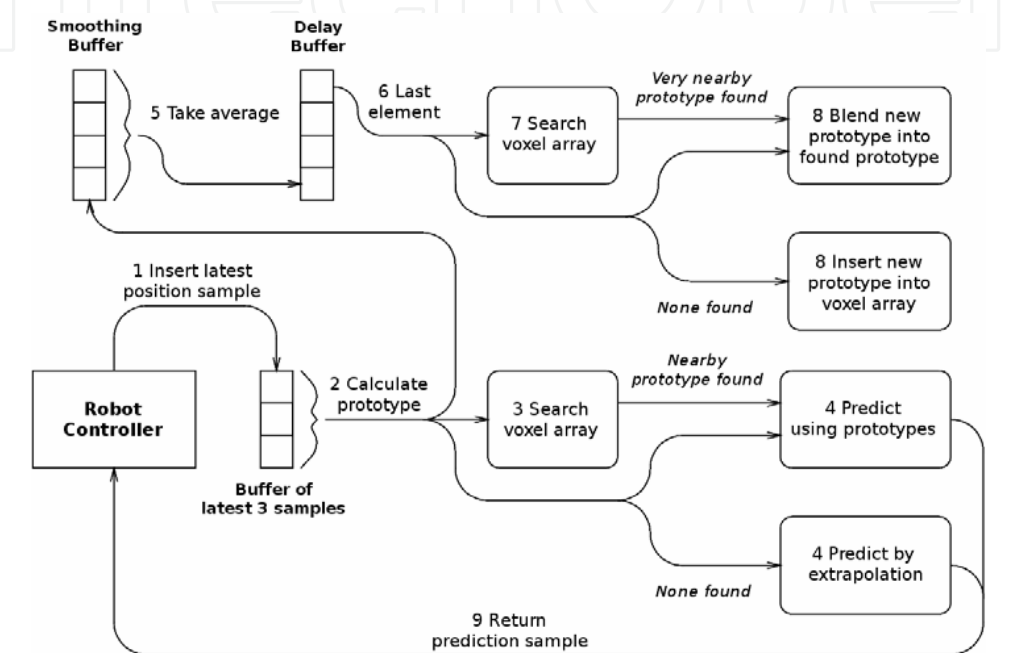 Smoothing
Buffer
Delay
Buffer
5 Take average
6 Last
element
7 Search
voxel array
Very nearby
prototype found
8 Blend new
prototype into
found prototype
8 Insert new
prototype into
voxel array
None found
1 Insert latest
position sample
Robot
Controller
Buffer of
latest 3 samples
2 Calculate
prototype
3 Search
voxel array
Nearby
prototype found
4 Predict
using prototypes
4 Predict by
extrapolation
None found
9 Return
prediction sample